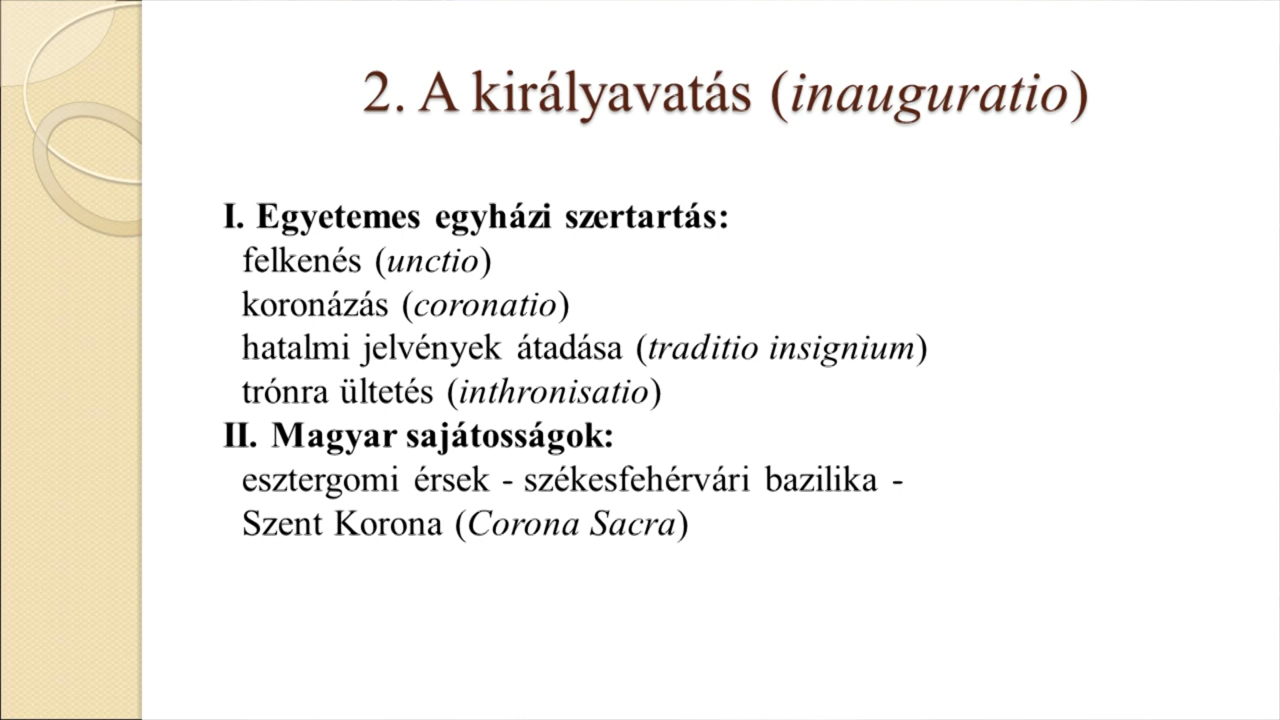 2. A királyavatás (inauguratio)
I. Egyetemes egyházi szertartás:
felkenés (unctio)
koronázás (coronatio)
hatalmi jelvények átadása (traditio insignium)
trónra ültetés (inthronisatio)
II. Magyar sajátosságok:
esztergomi érsek - székesfehérvári bazilika -
Szent Korona (Corona Sacra)